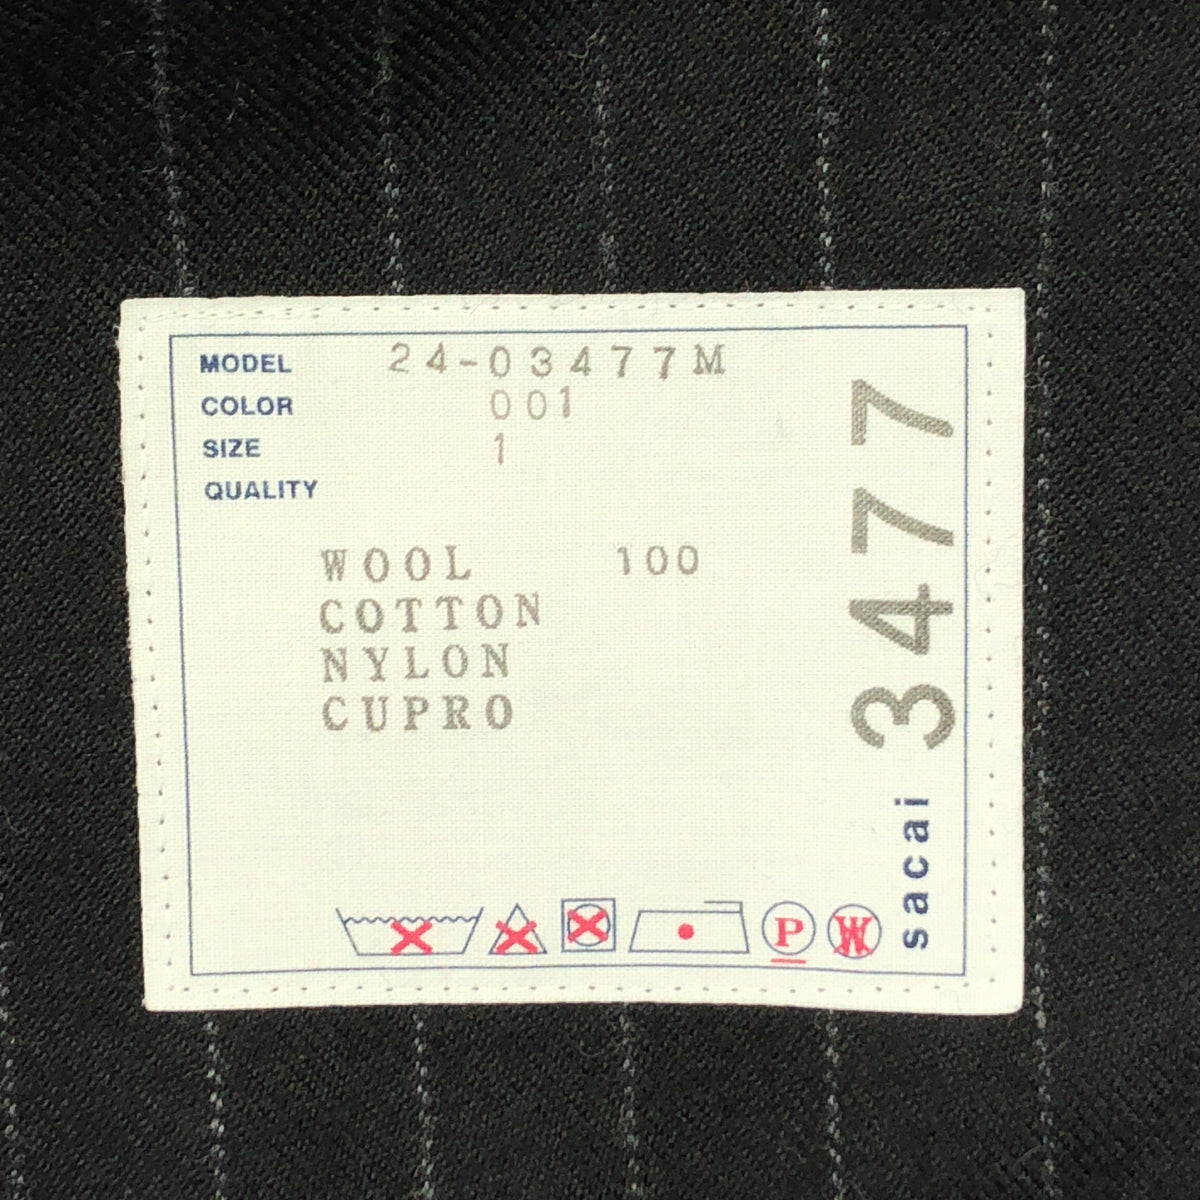 MODEL 24-03477M
COLOR 001
SIZE 1
QUALITY
WOOL 100
COTTON
NYLON
CUPRO
P W
sacai 3477